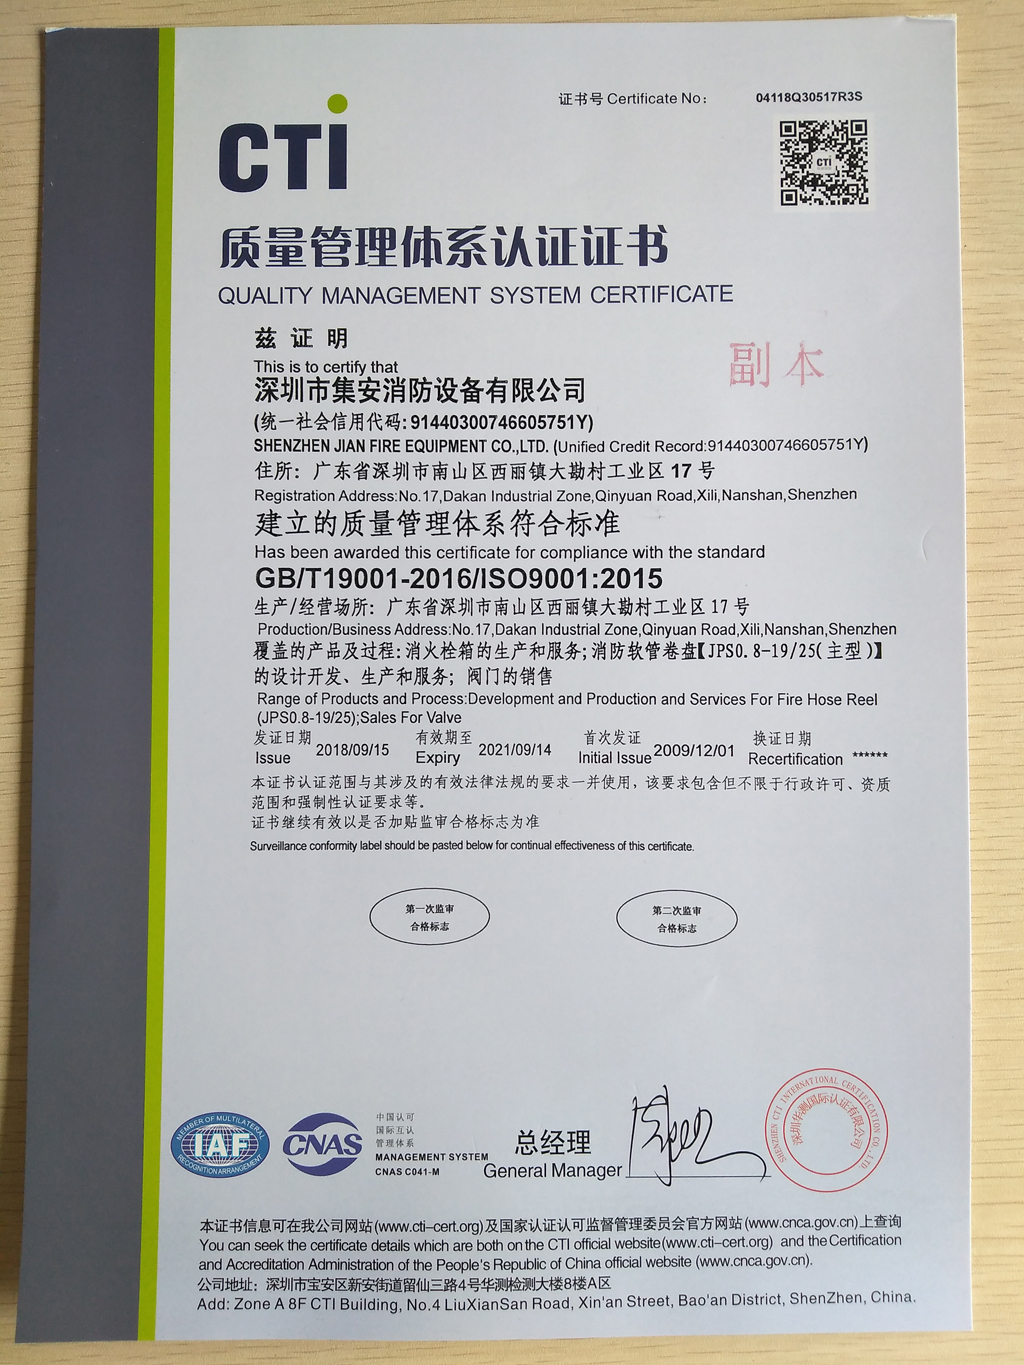 证书号 Certificate No: 04118Q30517R3S
CTi
CTi
质量管理体系认证证书
QUALITY MANAGEMENT SYSTEM CERTIFICATE
兹 证 明
This is to certify that
副本
深圳市集安消防设备有限公司
(统一社会信用代码:91440300746605751Y)
SHENZHEN JIAN FIRE EQUIPMENT CO.,LTD. (Unified Credit Record:91440300746605751Y)
住所: 广东省深圳市南山区西丽镇大勘村工业区 17 号
Registration Address:No.17,Dakan Industrial Zone,Qinyuan Road,Xili,Nanshan,Shenzhen
建立的质量管理体系符合标准
Has been awarded this certificate for compliance with the standard
GB/T19001-2016/ISO9001:2015
生产/经营场所: 广东省深圳市南山区西丽镇大勘村工业区 17 号
Production/Business Address:No.17,Dakan Industrial Zone,Qinyuan Road,Xili,Nanshan,Shenzhen
覆盖的产品及过程:消火栓箱的生产和服务;消防软管卷盘【JPS0.8-19/25(主型)】
的设计开发、生产和服务; 阀门的销售
Range of Products and Process:Development and Production and Services For Fire Hose Reel
(JPS0.8-19/25);Sales For Valve
发证日期 有效期至 首次发证 换证日期
Issue 2018/09/15 Expiry 2021/09/14 Initial Issue 2009/12/01 Recertification ******
本证书认证范围与其涉及的有效法律法规的要求一并使用，该要求包含但不限于行政许可、资质
范围和强制性认证要求等。
证书继续有效以是否加贴监审合格标志为准
Surveillance conformity label should be pasted below for continual effectiveness of this certificate.
第一次监审 第二次监审
合格标志 合格标志
MEMBER OF MULTILATERAL
IAF
RECOGNITION ARRANGEMENT
CNAS
中国认可
国际互认
管理体系
MANAGEMENT SYSTEM
CNAS C041-M
总经理
General Manager
SHENZHEN CTI INTERNATIONAL CERTIFICATION CO., LTD
深圳华测国际认证有限公司
本证书信息可在我公司网站(www.cti-cert.org)及国家认证认可监督管理委员会官方网站(www.cnca.gov.cn)上查询
You can seek the certificate details which are both on the CTI official website(www.cti-cert.org) and the Certification
and Accreditation Administration of the People's Republic of China official website (www.cnca.gov.cn).
公司地址: 深圳市宝安区新安街道留仙三路4号华测检测大楼8楼A区
Add: Zone A 8F CTI Building, No.4 LiuXianSan Road, Xin'an Street, Bao'an District, ShenZhen, China.